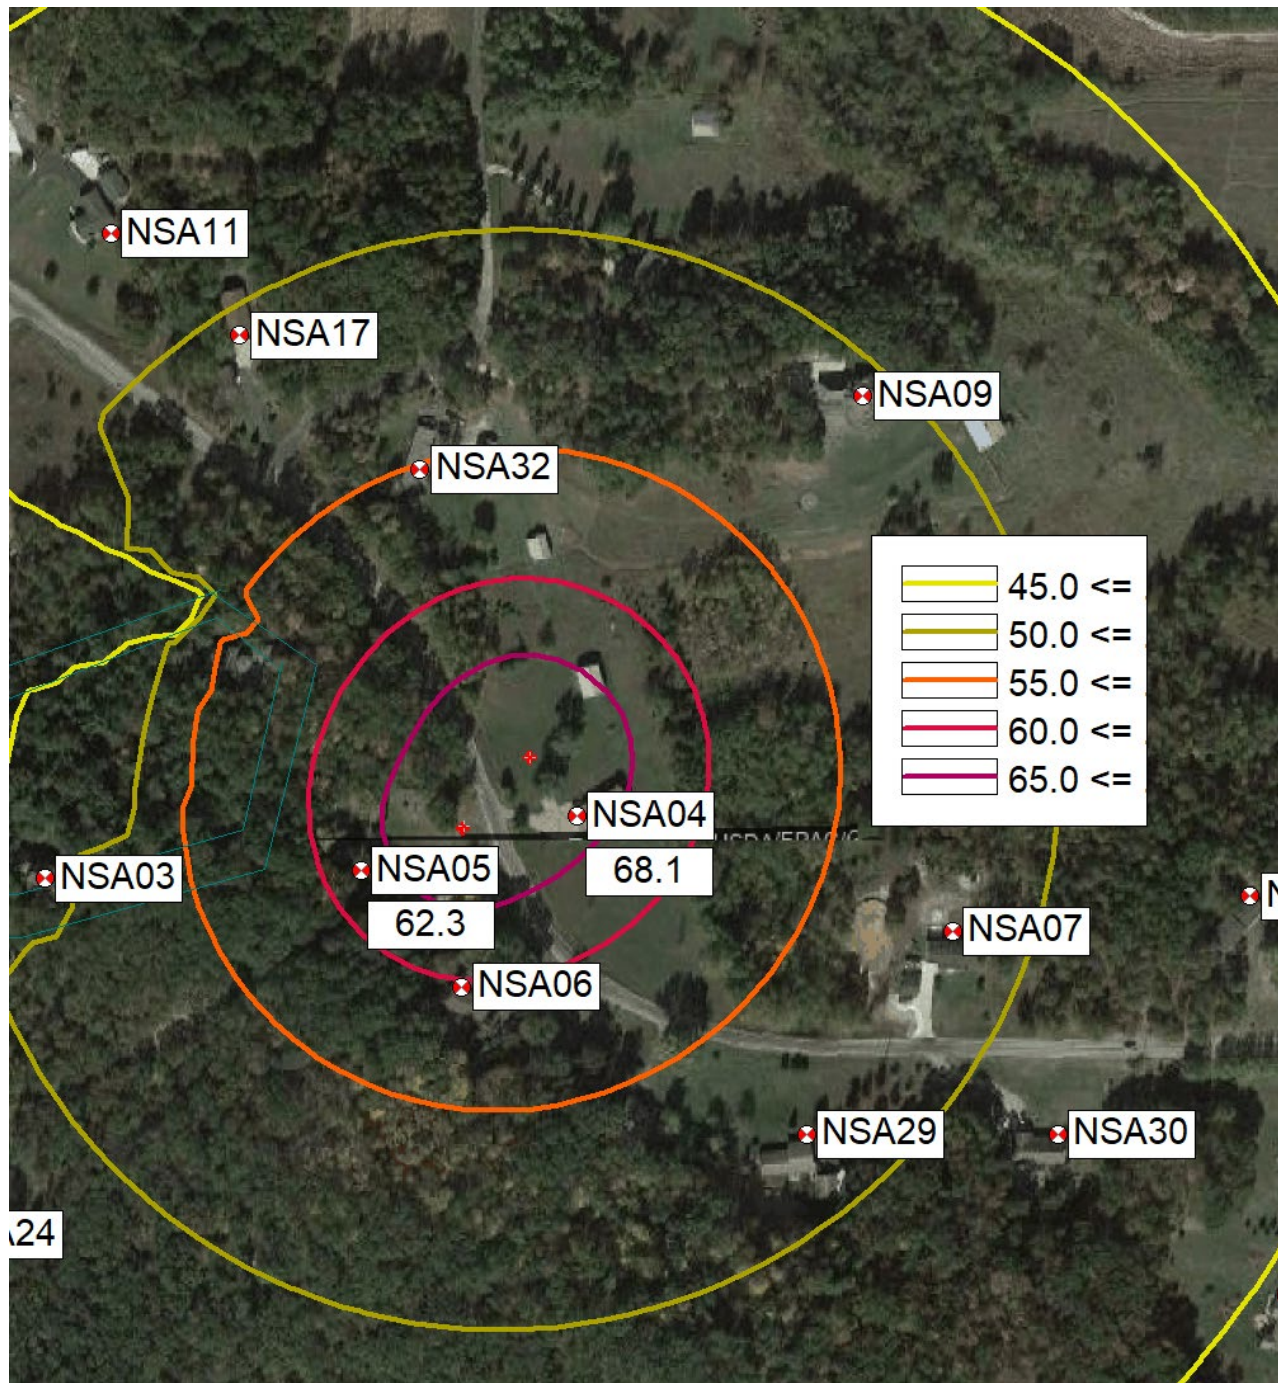 NSA11
NSA17
NSA09
NSA32
45.0 <=
50.0 <=
55.0 <=
60.0 <=
65.0 <=
NSA04
68.1
NSA05
62.3
NSA03
NSA07
NSA06
NSA29
NSA30
A24